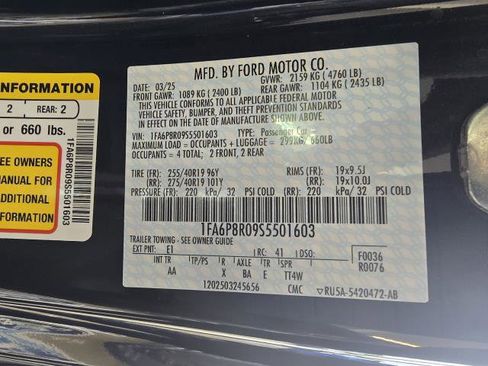 INFORMATION
2 REAR: 2
or 660 lbs.
SEE OWNERS
MANUAL FOR
ADDITIONAL
1FA6P8R09S5501603
MFD. BY FORD MOTOR CO.
DATE: 03/25 GVWR: 2159 KG ( 4760 LB)
FRONT GAWR: 1089 KG ( 2400 LB) REAR GAWR: 1104 KG ( 2435 LB)
THIS VEHICLE CONFORMS TO ALL APPLICABLE FEDERAL MOTOR
VEHICLE SAFETY, BUMPER, AND THEFT PREVENTION STANDARDS
IN EFFECT ON THE DATE OF MANUFACTURE SHOWN ABOVE.
VIN: 1FA6P8R09S5501603 TYPE: Passenger Car
MAXIMUM LOAD = OCCUPANTS + LUGGAGE = 299KG / 660LB
OCCUPANTS = 4 TOTAL: 2 FRONT, 2 REAR
TIRE (FR) 255/40R19 96Y RIMS (FR) 19x9.5J
(RR) 275/40R19 101Y (RR) 19x10.0J
PRESSURE (FR) 220 kPa/ 32 PSI COLD (RR) 220 kPa/ 32 PSI COLD
1FA6P8R09S5501603
TRAILER TOWING - SEE OWNER GUIDE
EXT PNT: E1 RC: 41 DSO: F0036
INT TR TP/PS R AXLE TR SPR R0076
AA X BA E TT4W
1202503245656 CMC RU5A-5420472-AB